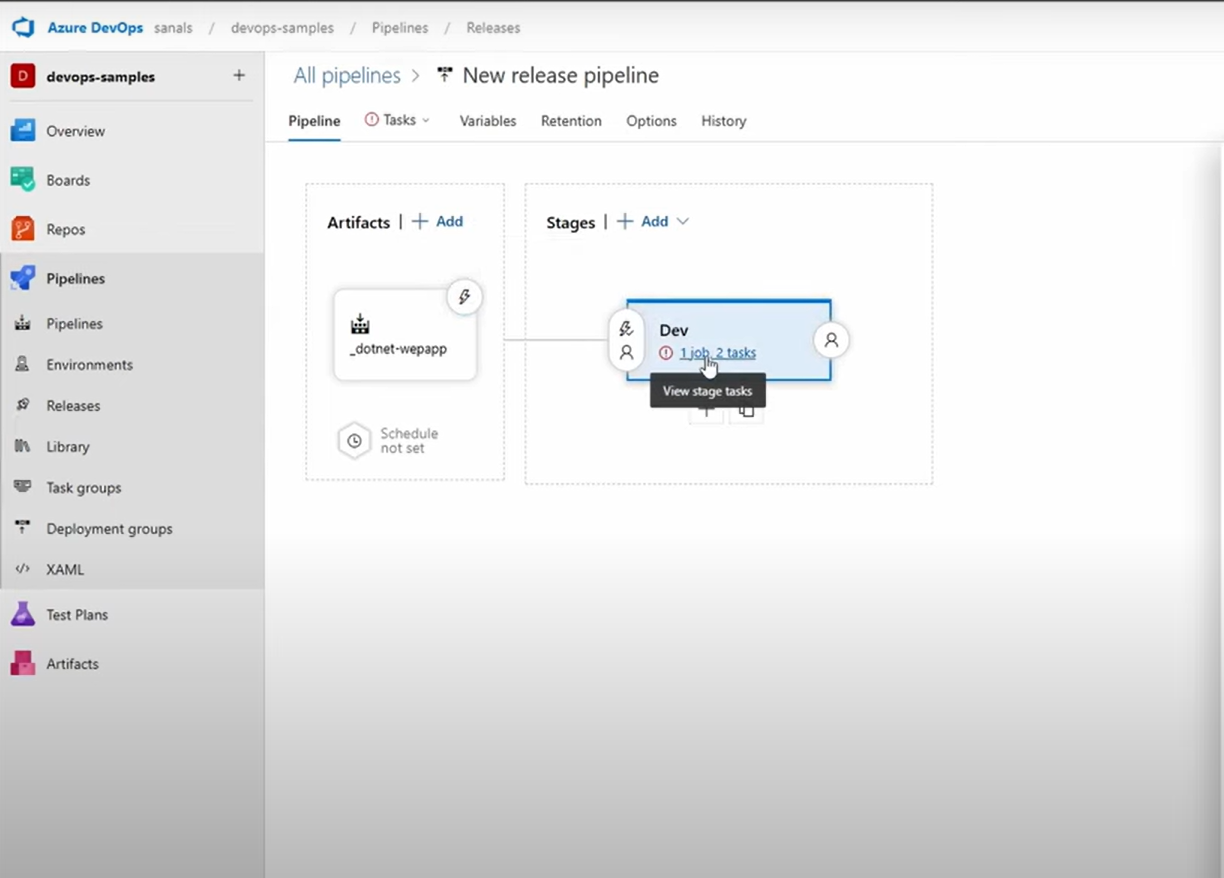 Azure DevOps sanals / devops-samples / Pipelines / Releases
D devops-samples +
Overview
Boards
Repos
Pipelines
Pipelines
Environments
Releases
Library
Task groups
Deployment groups
XAML
Test Plans
Artifacts
All pipelines > New release pipeline
Pipeline Tasks Variables Retention Options History
Artifacts | + Add
_dotnet-wepapp
Schedule
not set
Stages | + Add
Dev
1 job, 2 tasks
View stage tasks